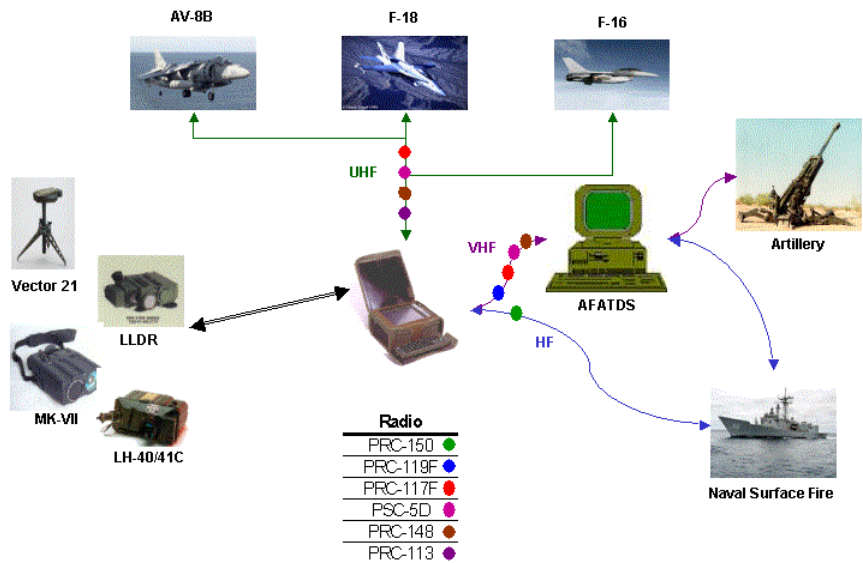 AV-8B
F-18
F-16
UHF
Vector 21
LLDR
MK-VII
LH-40/41C
VHF
HF
AFATDS
Artillery
Naval Surface Fire
Radio
PRC-150
PRC-119F
PRC-117F
PSC-5D
PRC-148
PRC-113